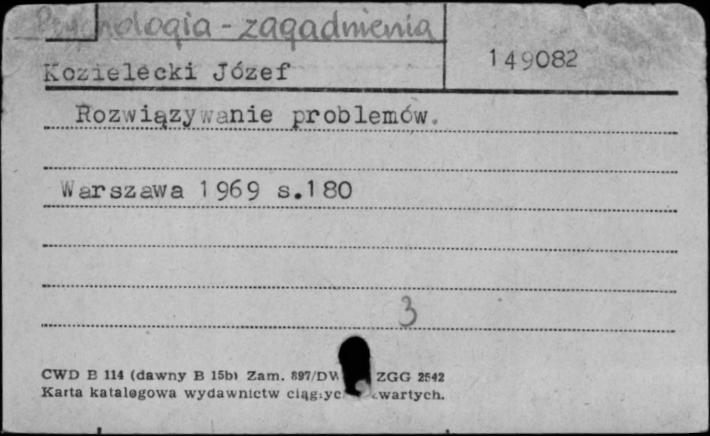 Psychologia - zagadnienia
149082
Kozielecki Józef
Rozwiązywanie problemów.
Warszawa 1969 s.180
3
CWD B 114 (dawny B 15b) Zam. 897/DW ZGG 2542
Karta katalogowa wydawnictw